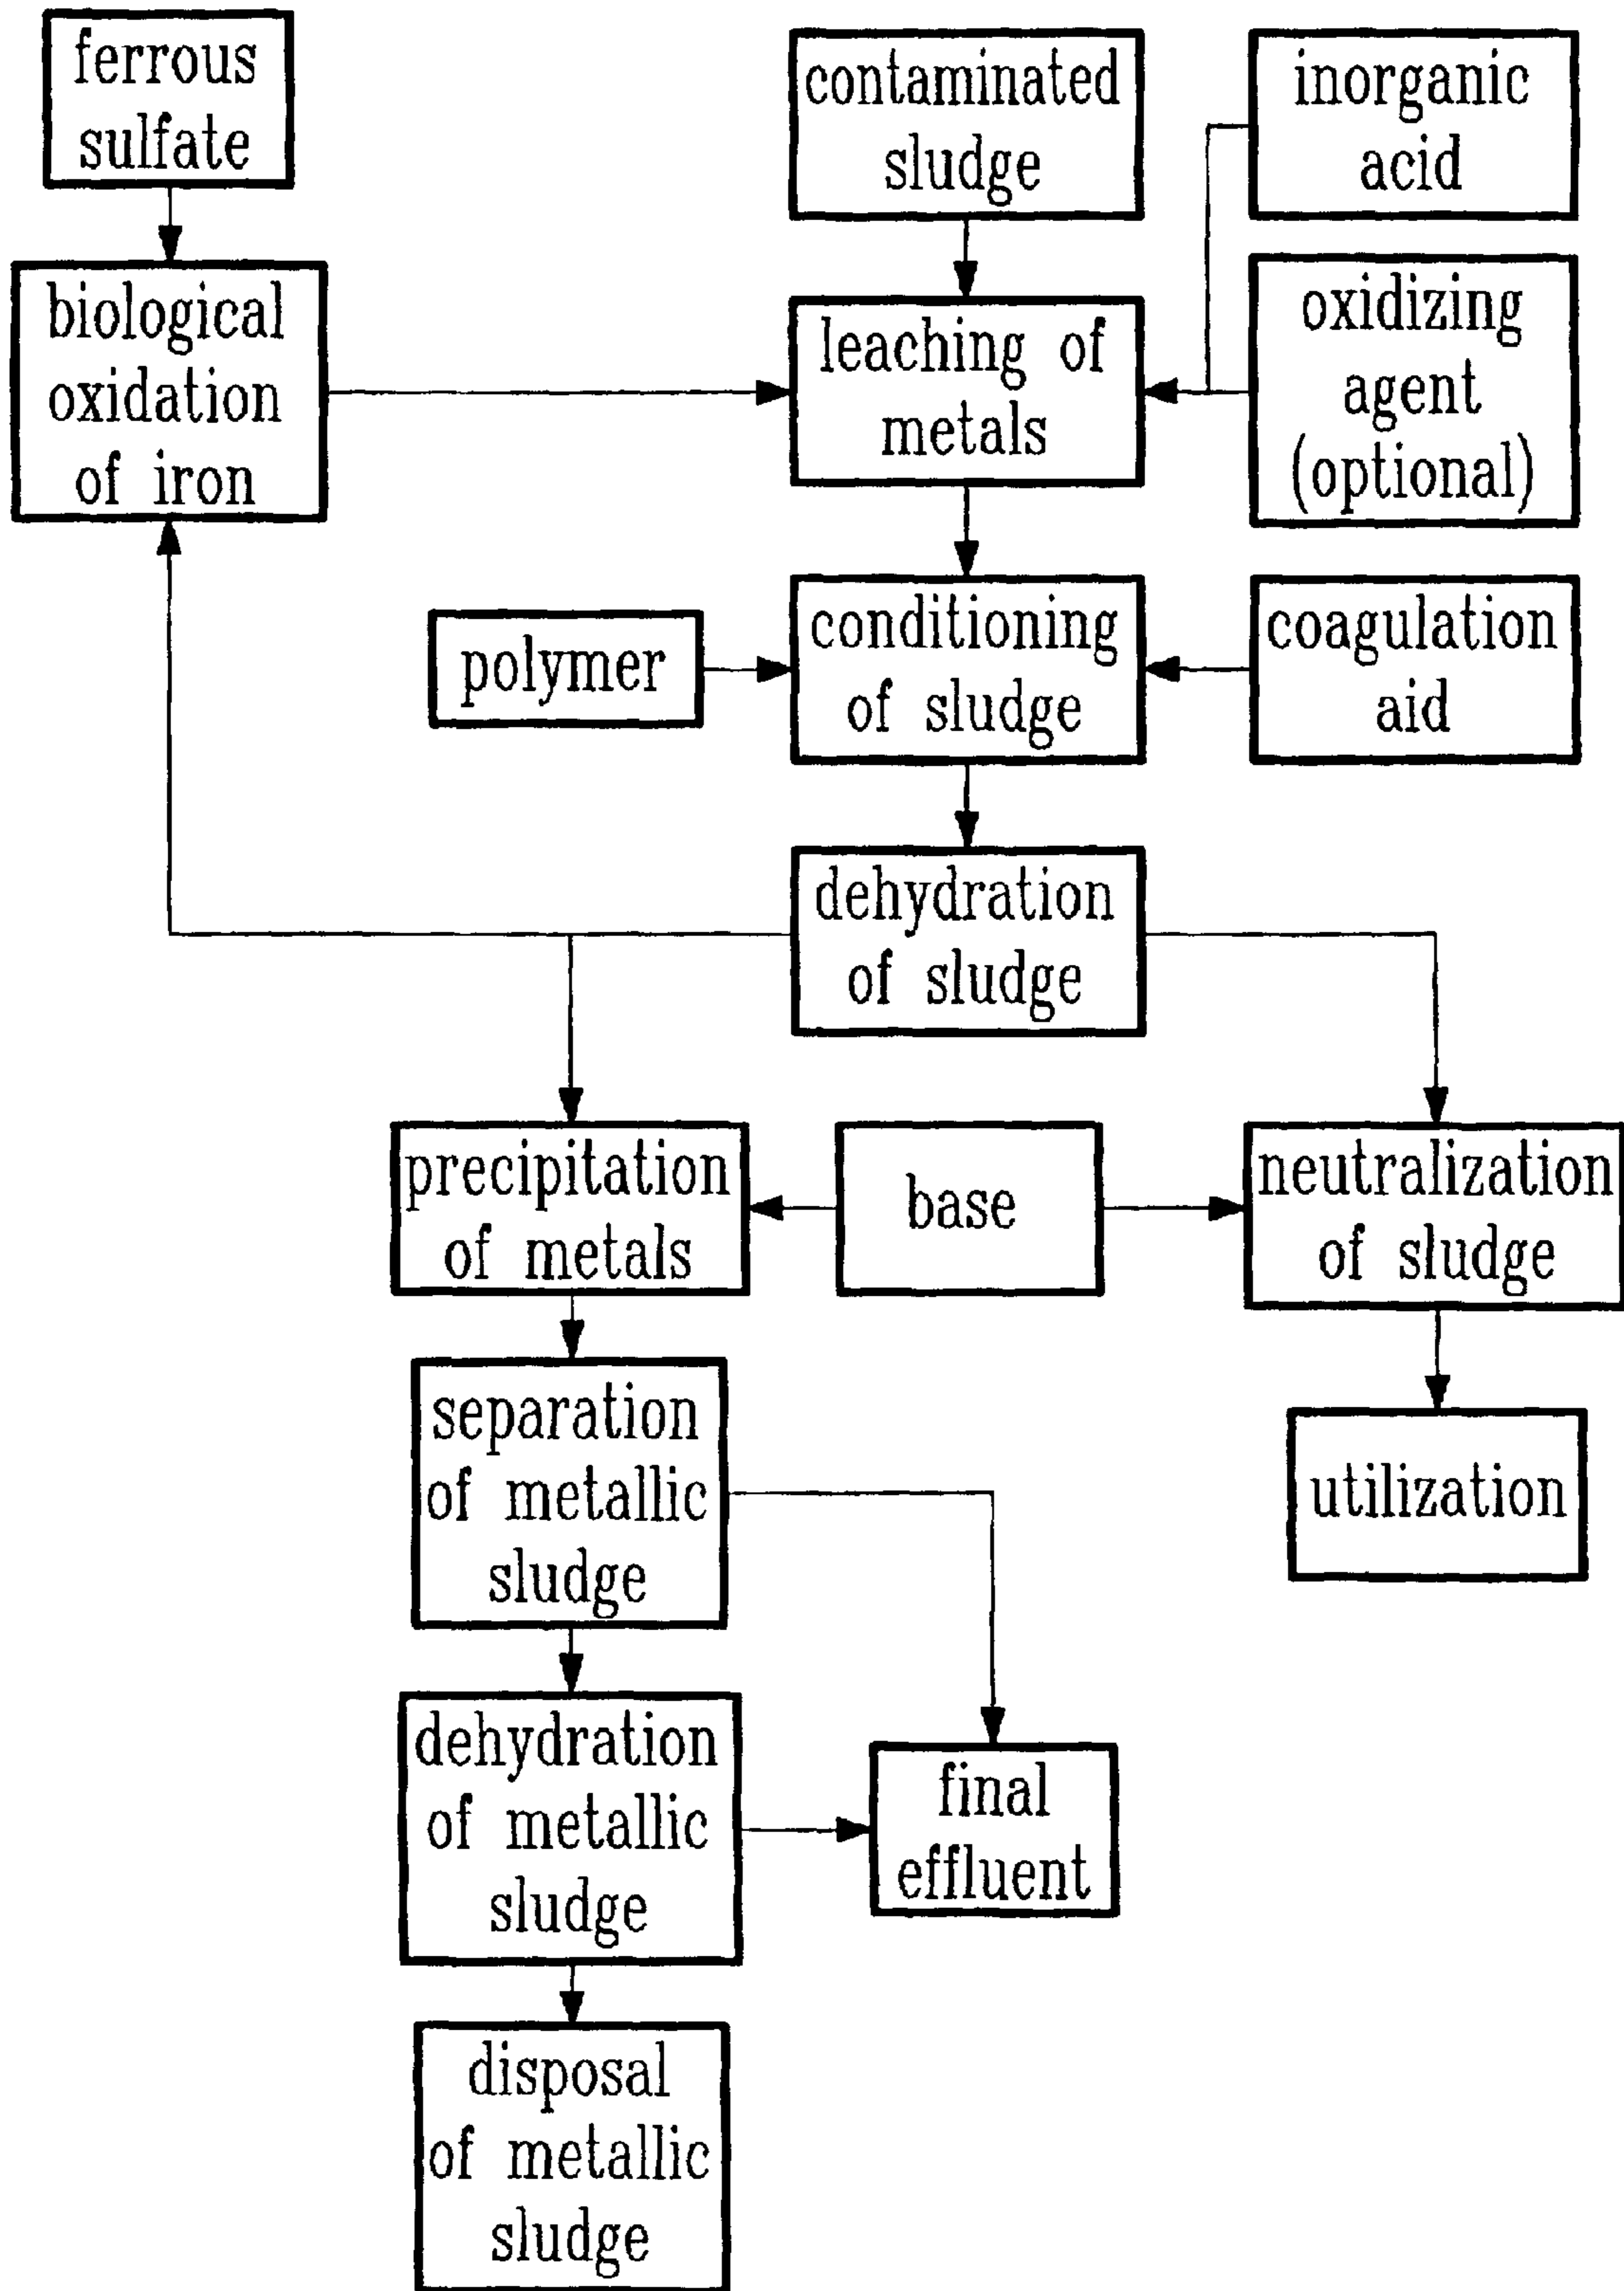 ferrous
sulfate
contaminated
sludge
inorganic
acid
biological
oxidation
of iron
leaching of
metals
oxidizing
agent
(optional)
polymer
conditioning
of sludge
coagulation
aid
dehydration
of sludge
precipitation
of metals
base
neutralization
of sludge
separation
of metallic
sludge
utilization
dehydration
of metallic
sludge
final
effluent
disposal
of metallic
sludge